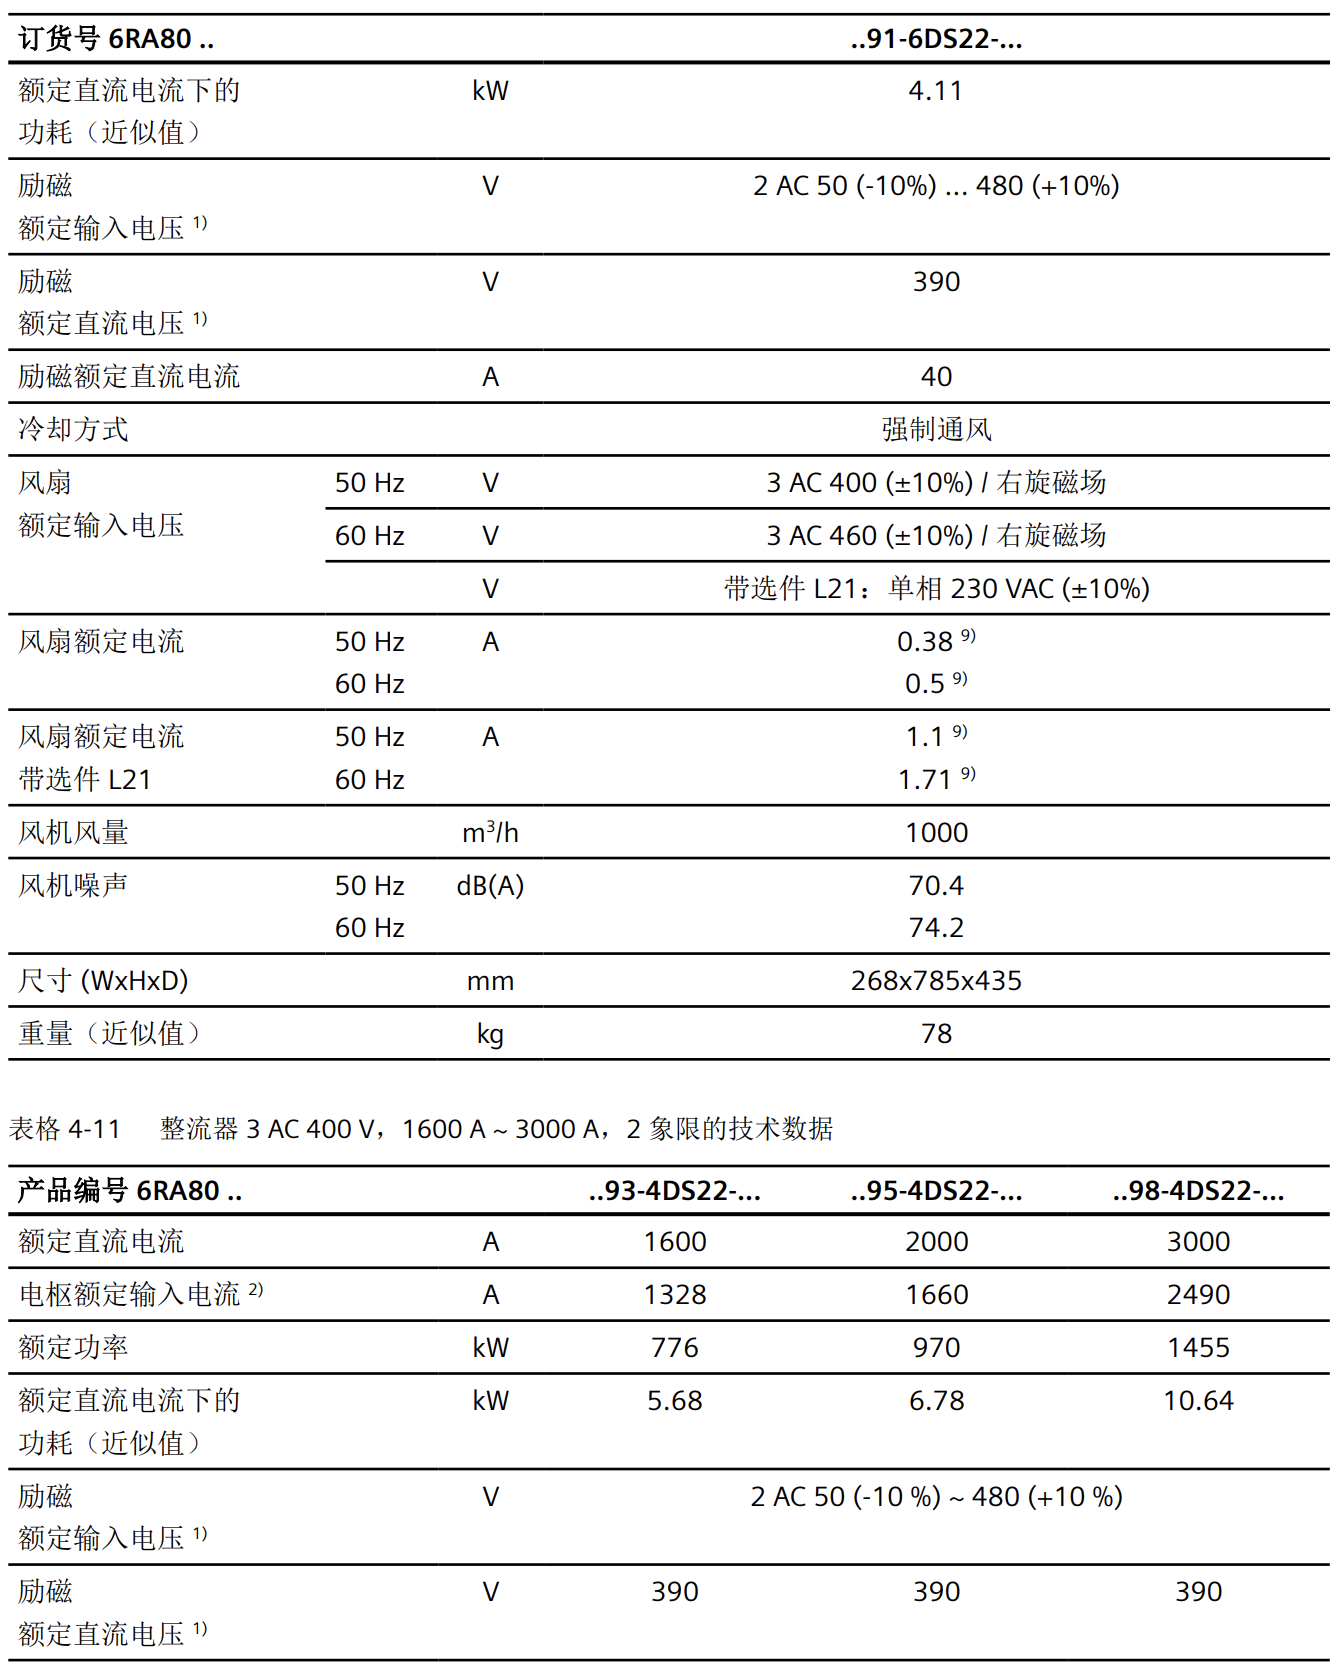 订货号 6RA80 .. ..91-6DS22-...
额定直流电流下的 kW 4.11
功耗（近似值）
励磁 V 2 AC 50 (-10%) ... 480 (+10%)
额定输入电压 1)
励磁 V 390
额定直流电压 1)
励磁额定直流电流 A 40
冷却方式 强制通风
风扇 50 Hz V 3 AC 400 (±10%) / 右旋磁场
额定输入电压
60 Hz V 3 AC 460 (±10%) / 右旋磁场
V 带选件 L21：单相 230 VAC (±10%)
风扇额定电流 50 Hz A 0.38 9)
60 Hz 0.5 9)
风扇额定电流 50 Hz A 1.1 9)
带选件 L21 60 Hz 1.71 9)
风机风量 m3/h 1000
风机噪声 50 Hz dB(A) 70.4
60 Hz 74.2
尺寸 (WxHxD) mm 268x785x435
重量（近似值） kg 78
表格 4-11 整流器 3 AC 400 V，1600 A ~ 3000 A，2 象限的技术数据
产品编号 6RA80 .. ..93-4DS22-... ..95-4DS22-... ..98-4DS22-...
额定直流电流 A 1600 2000 3000
电枢额定输入电流 2) A 1328 1660 2490
额定功率 kW 776 970 1455
额定直流电流下的 kW 5.68 6.78 10.64
功耗（近似值）
励磁 V 2 AC 50 (-10 %) ~ 480 (+10 %)
额定输入电压 1)
励磁 V 390 390 390
额定直流电压 1)